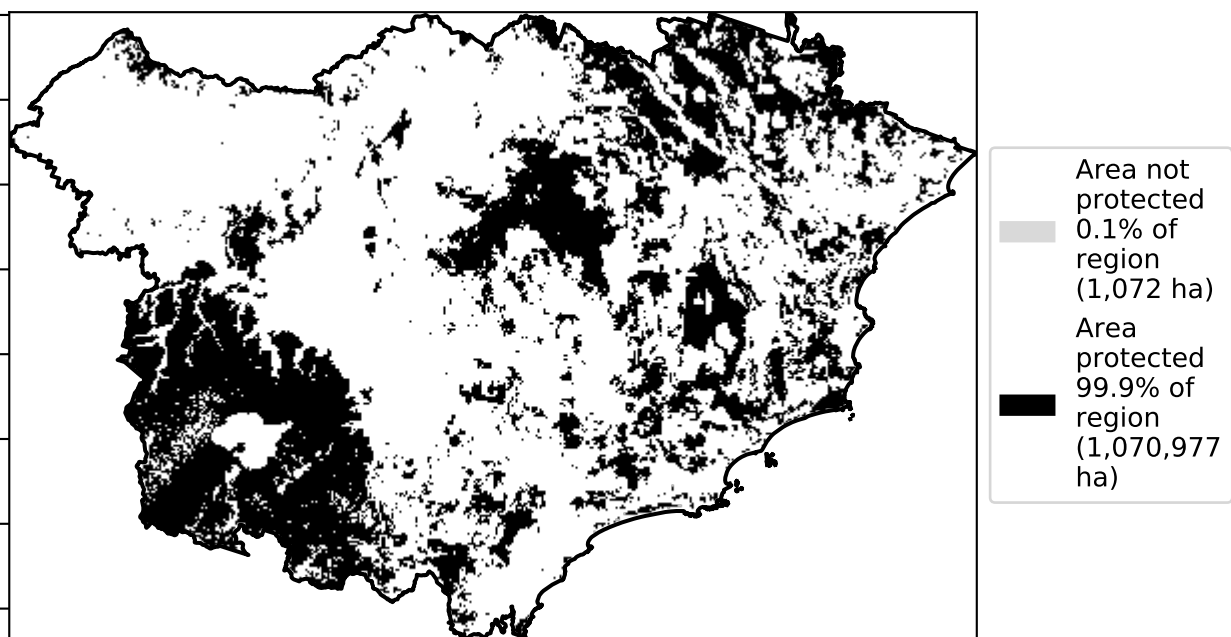 Area not
protected
0.1% of
region
(1,072 ha)
Area
protected
99.9% of
region
(1,070,977
ha)